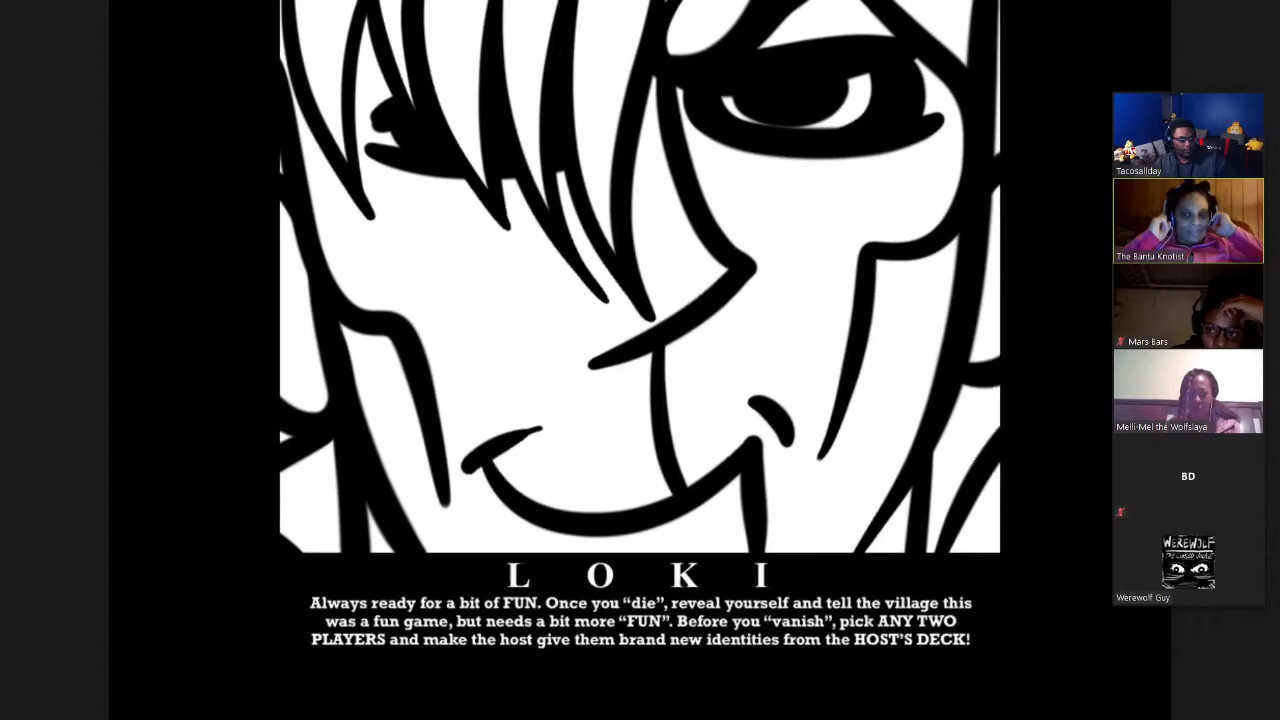 L O K I
Always ready for a bit of FUN. Once you “die”, reveal yourself and tell the village this
was a fun game, but needs a bit more “FUN”. Before you “vanish”, pick ANY TWO
PLAYERS and make the host give them brand new identities from the HOST’S DECK!
Tacosallday
The Bantu Knotist
Mars Bars
Melli-Mel the Wolfslaya
BD
WEREWOLF
Werewolf Guy